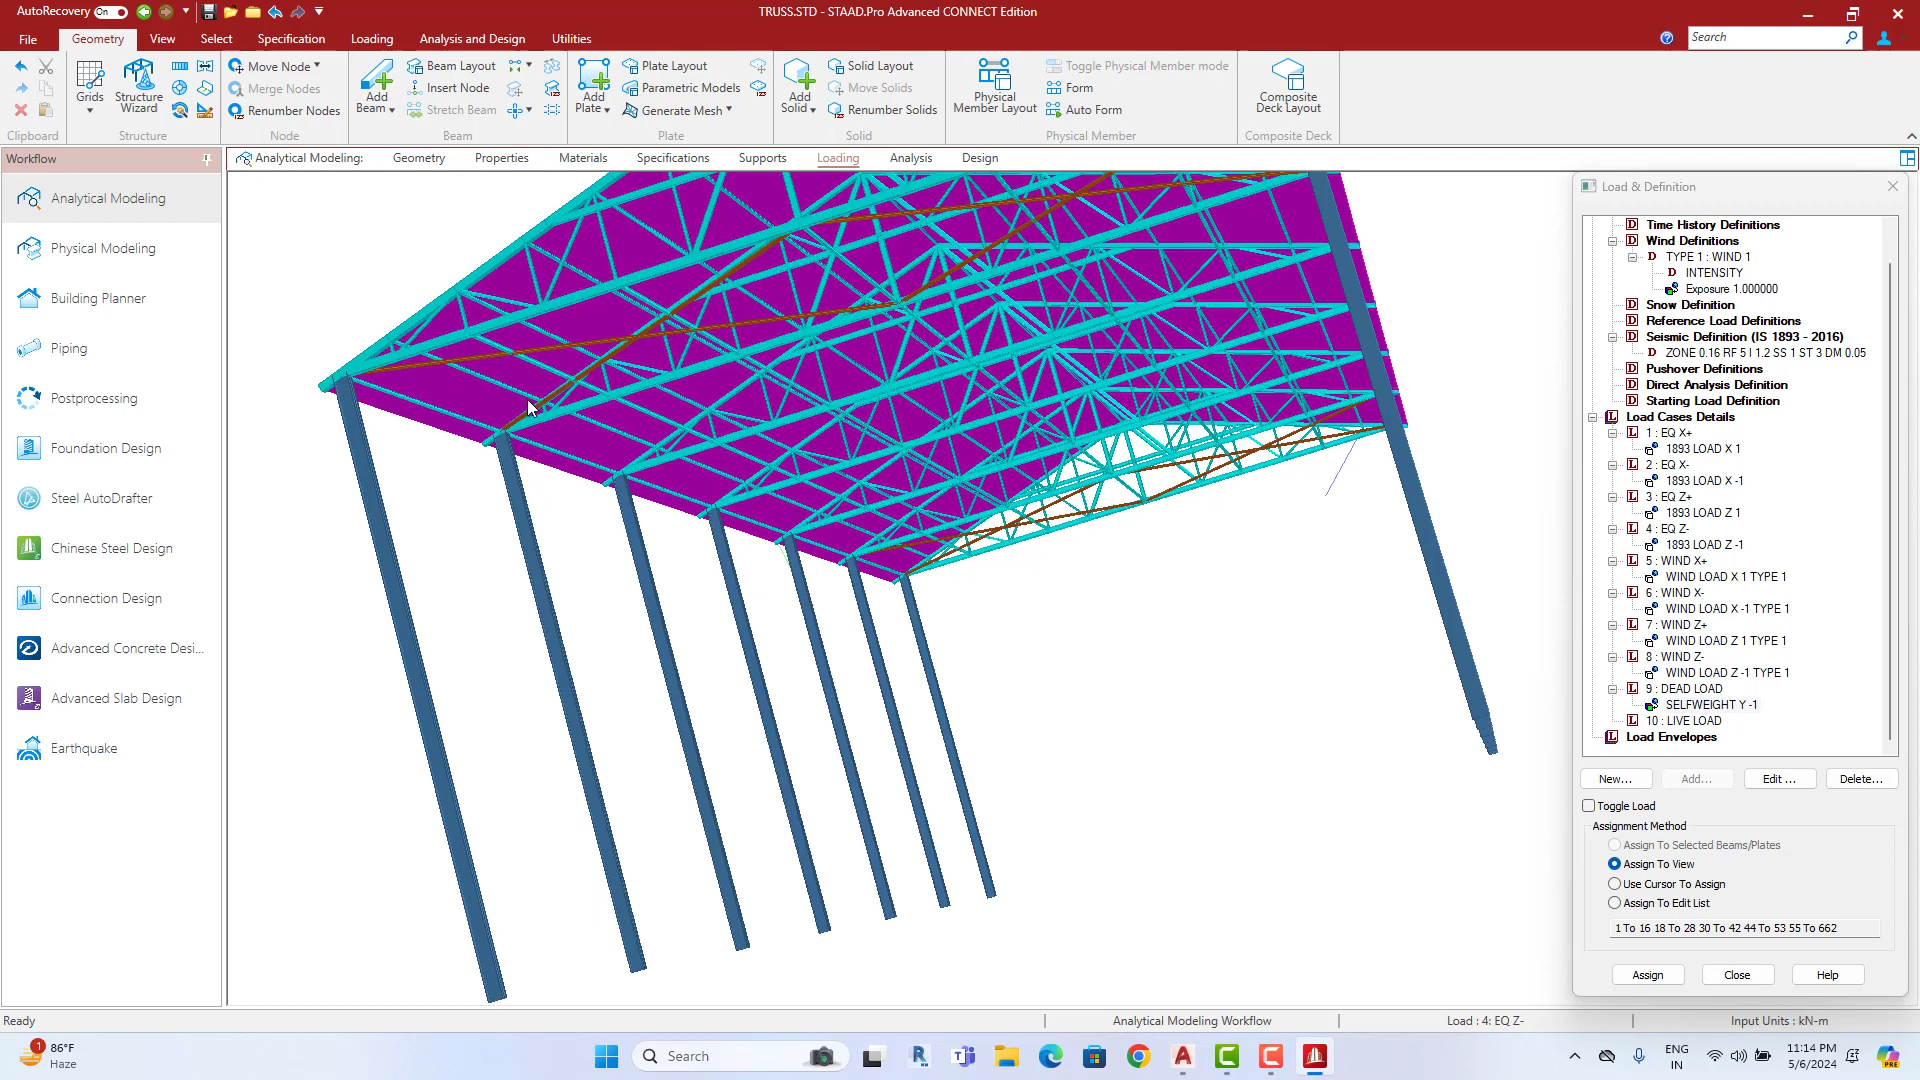 AutoRecovery On
TRUSS.STD - STAAD.Pro Advanced CONNECT Edition
File
Geometry
View
Select
Specification
Loading
Analysis and Design
Utilities
Search
Grids
Structure Wizard
Move Node
Merge Nodes
Renumber Nodes
Add Beam
Beam Layout
Insert Node
Stretch Beam
Add Plate
Plate Layout
Parametric Models
Generate Mesh
Add Solid
Solid Layout
Move Solids
Renumber Solids
Physical Member Layout
Toggle Physical Member mode
Form
Auto Form
Composite Deck Layout
Clipboard
Structure
Node
Beam
Plate
Solid
Physical Member
Composite Deck
Workflow
Analytical Modeling:
Geometry
Properties
Materials
Specifications
Supports
Loading
Analysis
Design
Analytical Modeling
Physical Modeling
Building Planner
Piping
Postprocessing
Foundation Design
Steel AutoDrafter
Chinese Steel Design
Connection Design
Advanced Concrete Desi...
Advanced Slab Design
Earthquake
Load & Definition
Time History Definitions
Wind Definitions
TYPE 1 : WIND 1
INTENSITY
Exposure 1.000000
Snow Definition
Reference Load Definitions
Seismic Definition (IS 1893 - 2016)
ZONE 0.16 RF 5 I 1.2 SS 1 ST 3 DM 0.05
Pushover Definitions
Direct Analysis Definition
Starting Load Definition
Load Cases Details
1 : EQ X+
1893 LOAD X 1
2 : EQ X-
1893 LOAD X -1
3 : EQ Z+
1893 LOAD Z 1
4 : EQ Z-
1893 LOAD Z -1
5 : WIND X+
WIND LOAD X 1 TYPE 1
6 : WIND X-
WIND LOAD X -1 TYPE 1
7 : WIND Z+
WIND LOAD Z 1 TYPE 1
8 : WIND Z-
WIND LOAD Z -1 TYPE 1
9 : DEAD LOAD
SELFWEIGHT Y -1
10 : LIVE LOAD
Load Envelopes
New...
Add...
Edit ...
Delete...
Toggle Load
Assignment Method
Assign To Selected Beams/Plates
Assign To View
Use Cursor To Assign
Assign To Edit List
1 To 16 18 To 28 30 To 42 44 To 53 55 To 662
Assign
Close
Help
Ready
Analytical Modeling Workflow
Load : 4: EQ Z-
Input Units : kN-m
1
86°F
Haze
Search
ENG
IN
11:14 PM
5/6/2024
PRE